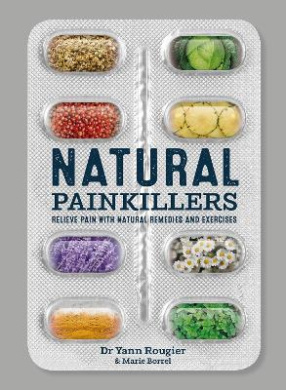 NATURAL
PAINKILLERS
RELIEVE PAIN WITH NATURAL REMEDIES AND EXERCISES
Dr Yann Rougier
& Marie Borrel